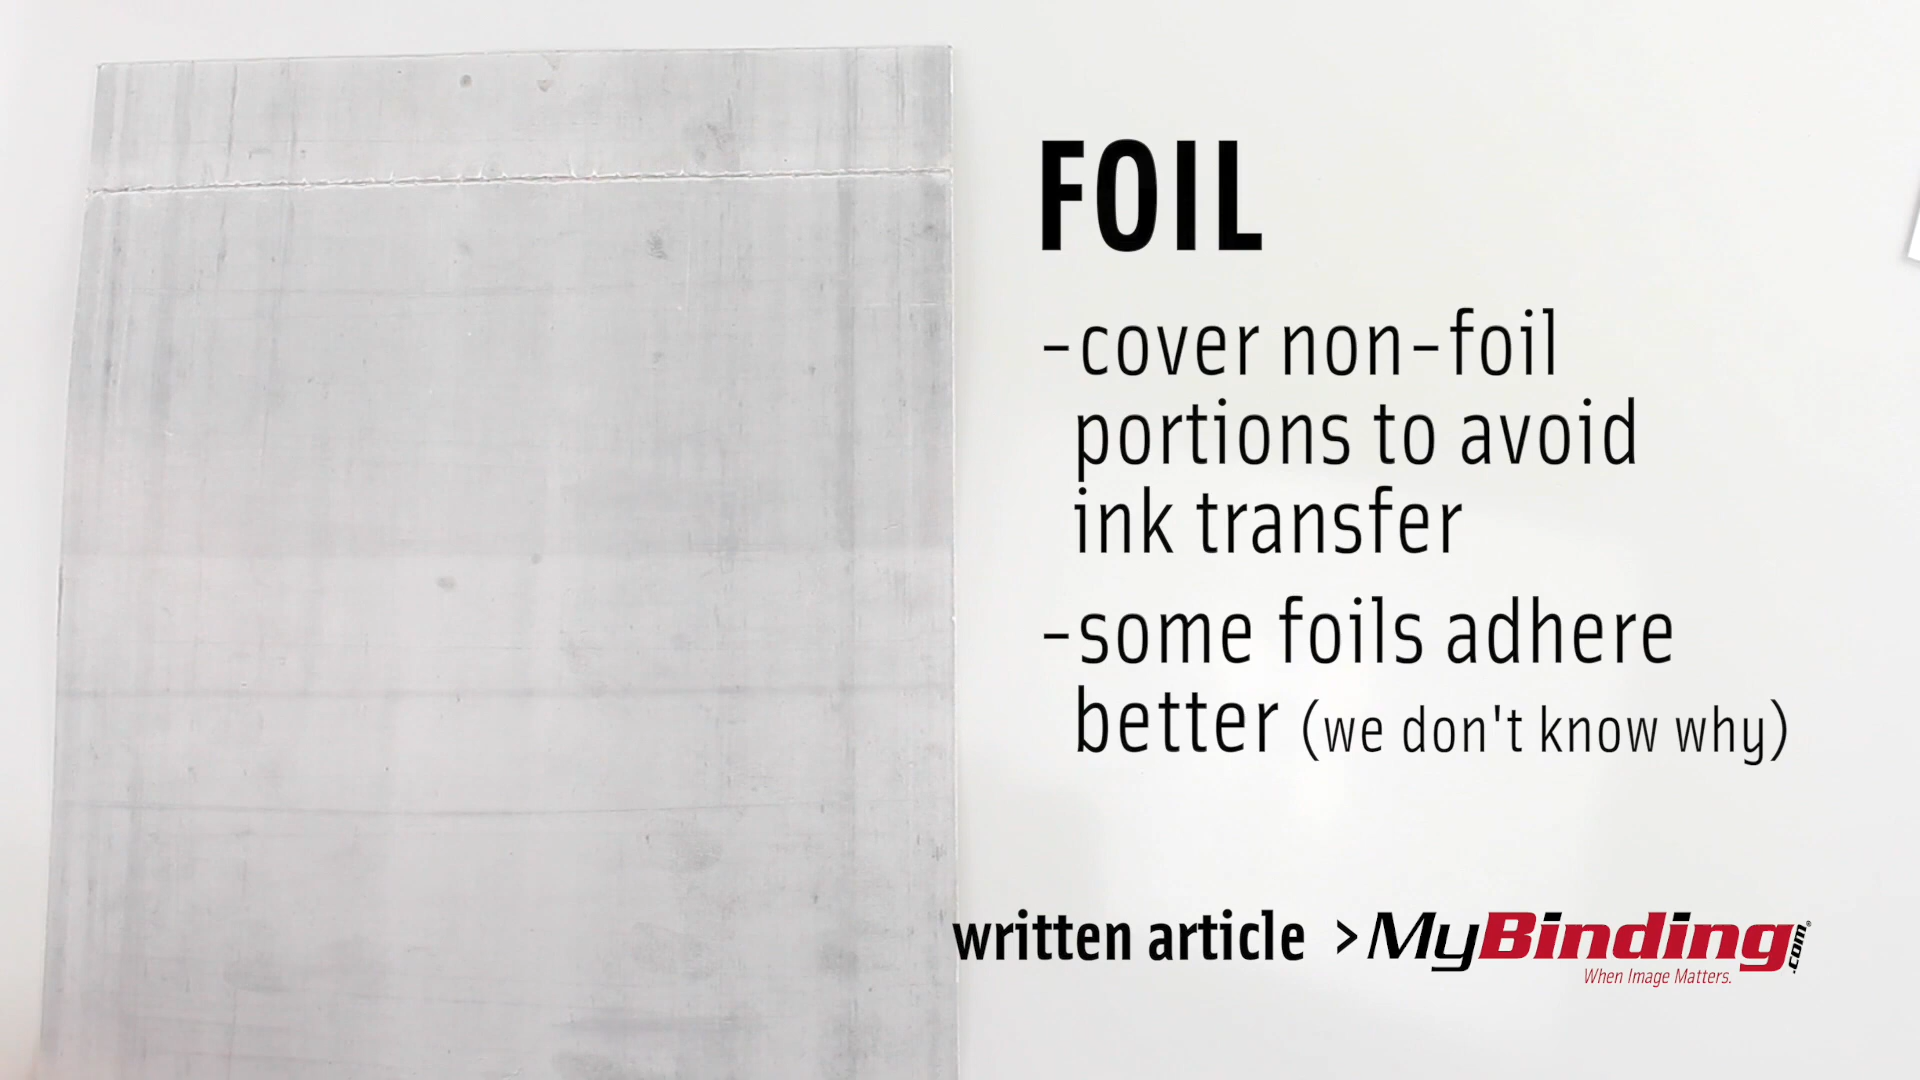 FOIL
-cover non-foil
portions to avoid
ink transfer
-some foils adhere
better (we don't know why)
written article >MyBinding.com®
When Image Matters.